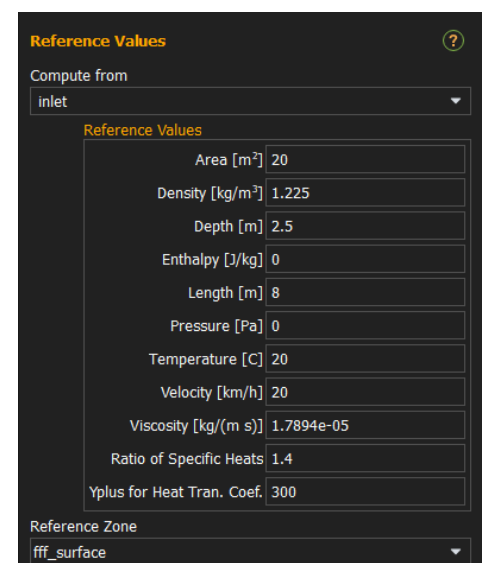 Reference Values ?
Compute from
inlet
Reference Values
Area [m²] 20
Density [kg/m³] 1.225
Depth [m] 2.5
Enthalpy [J/kg] 0
Length [m] 8
Pressure [Pa] 0
Temperature [C] 20
Velocity [km/h] 20
Viscosity [kg/(m s)] 1.7894e-05
Ratio of Specific Heats 1.4
Yplus for Heat Tran. Coef. 300
Reference Zone
fff_surface